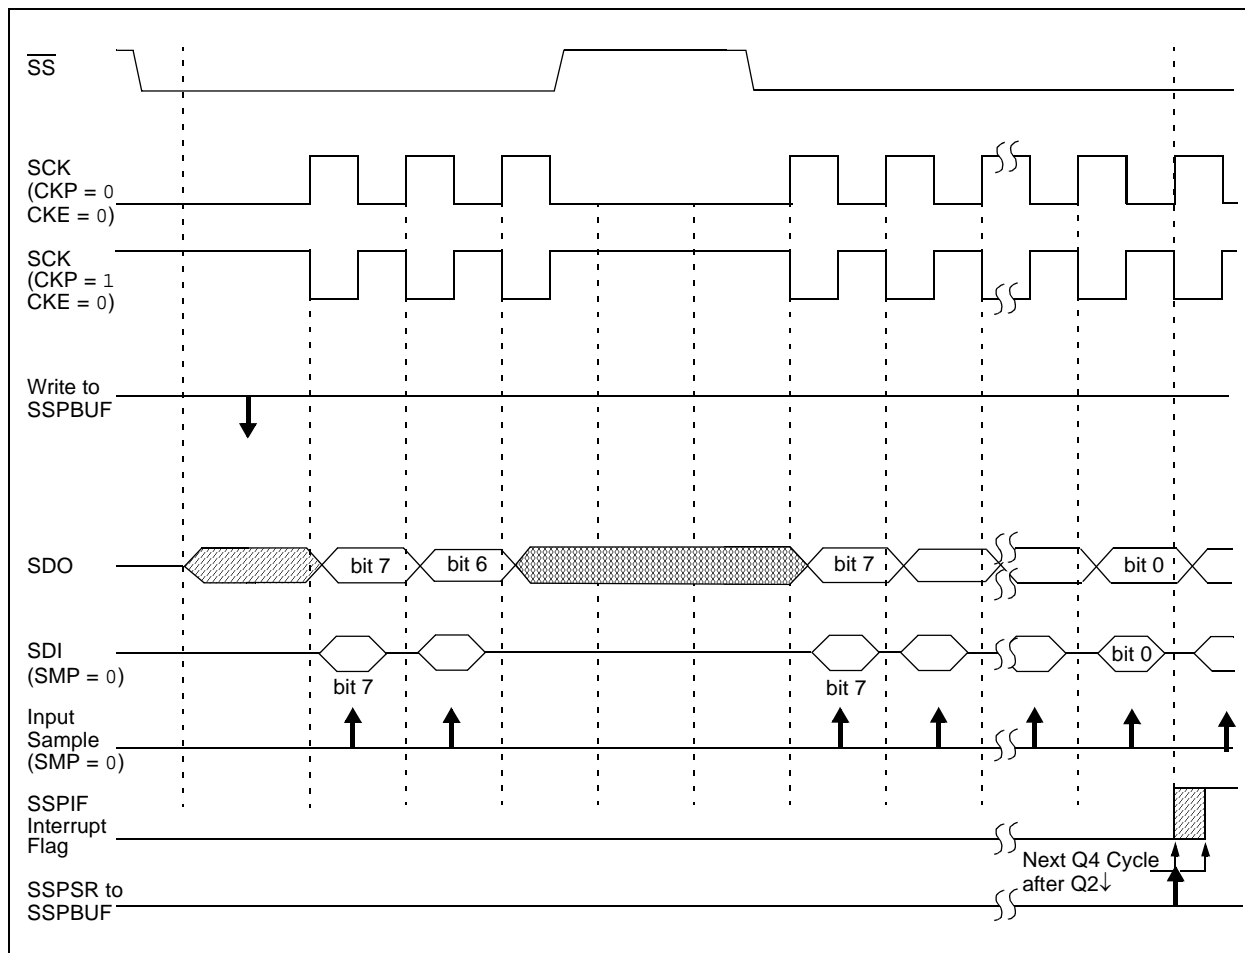 SS
SCK
(CKP = 0
CKE = 0)
SCK
(CKP = 1
CKE = 0)
Write to
SSPBUF
SDO
bit 7
bit 6
bit 7
bit 0
SDI
(SMP = 0)
bit 7
bit 7
bit 0
Input
Sample
(SMP = 0)
SSPIF
Interrupt
Flag
Next Q4 Cycle
after Q2↓
SSPSR to
SSPBUF